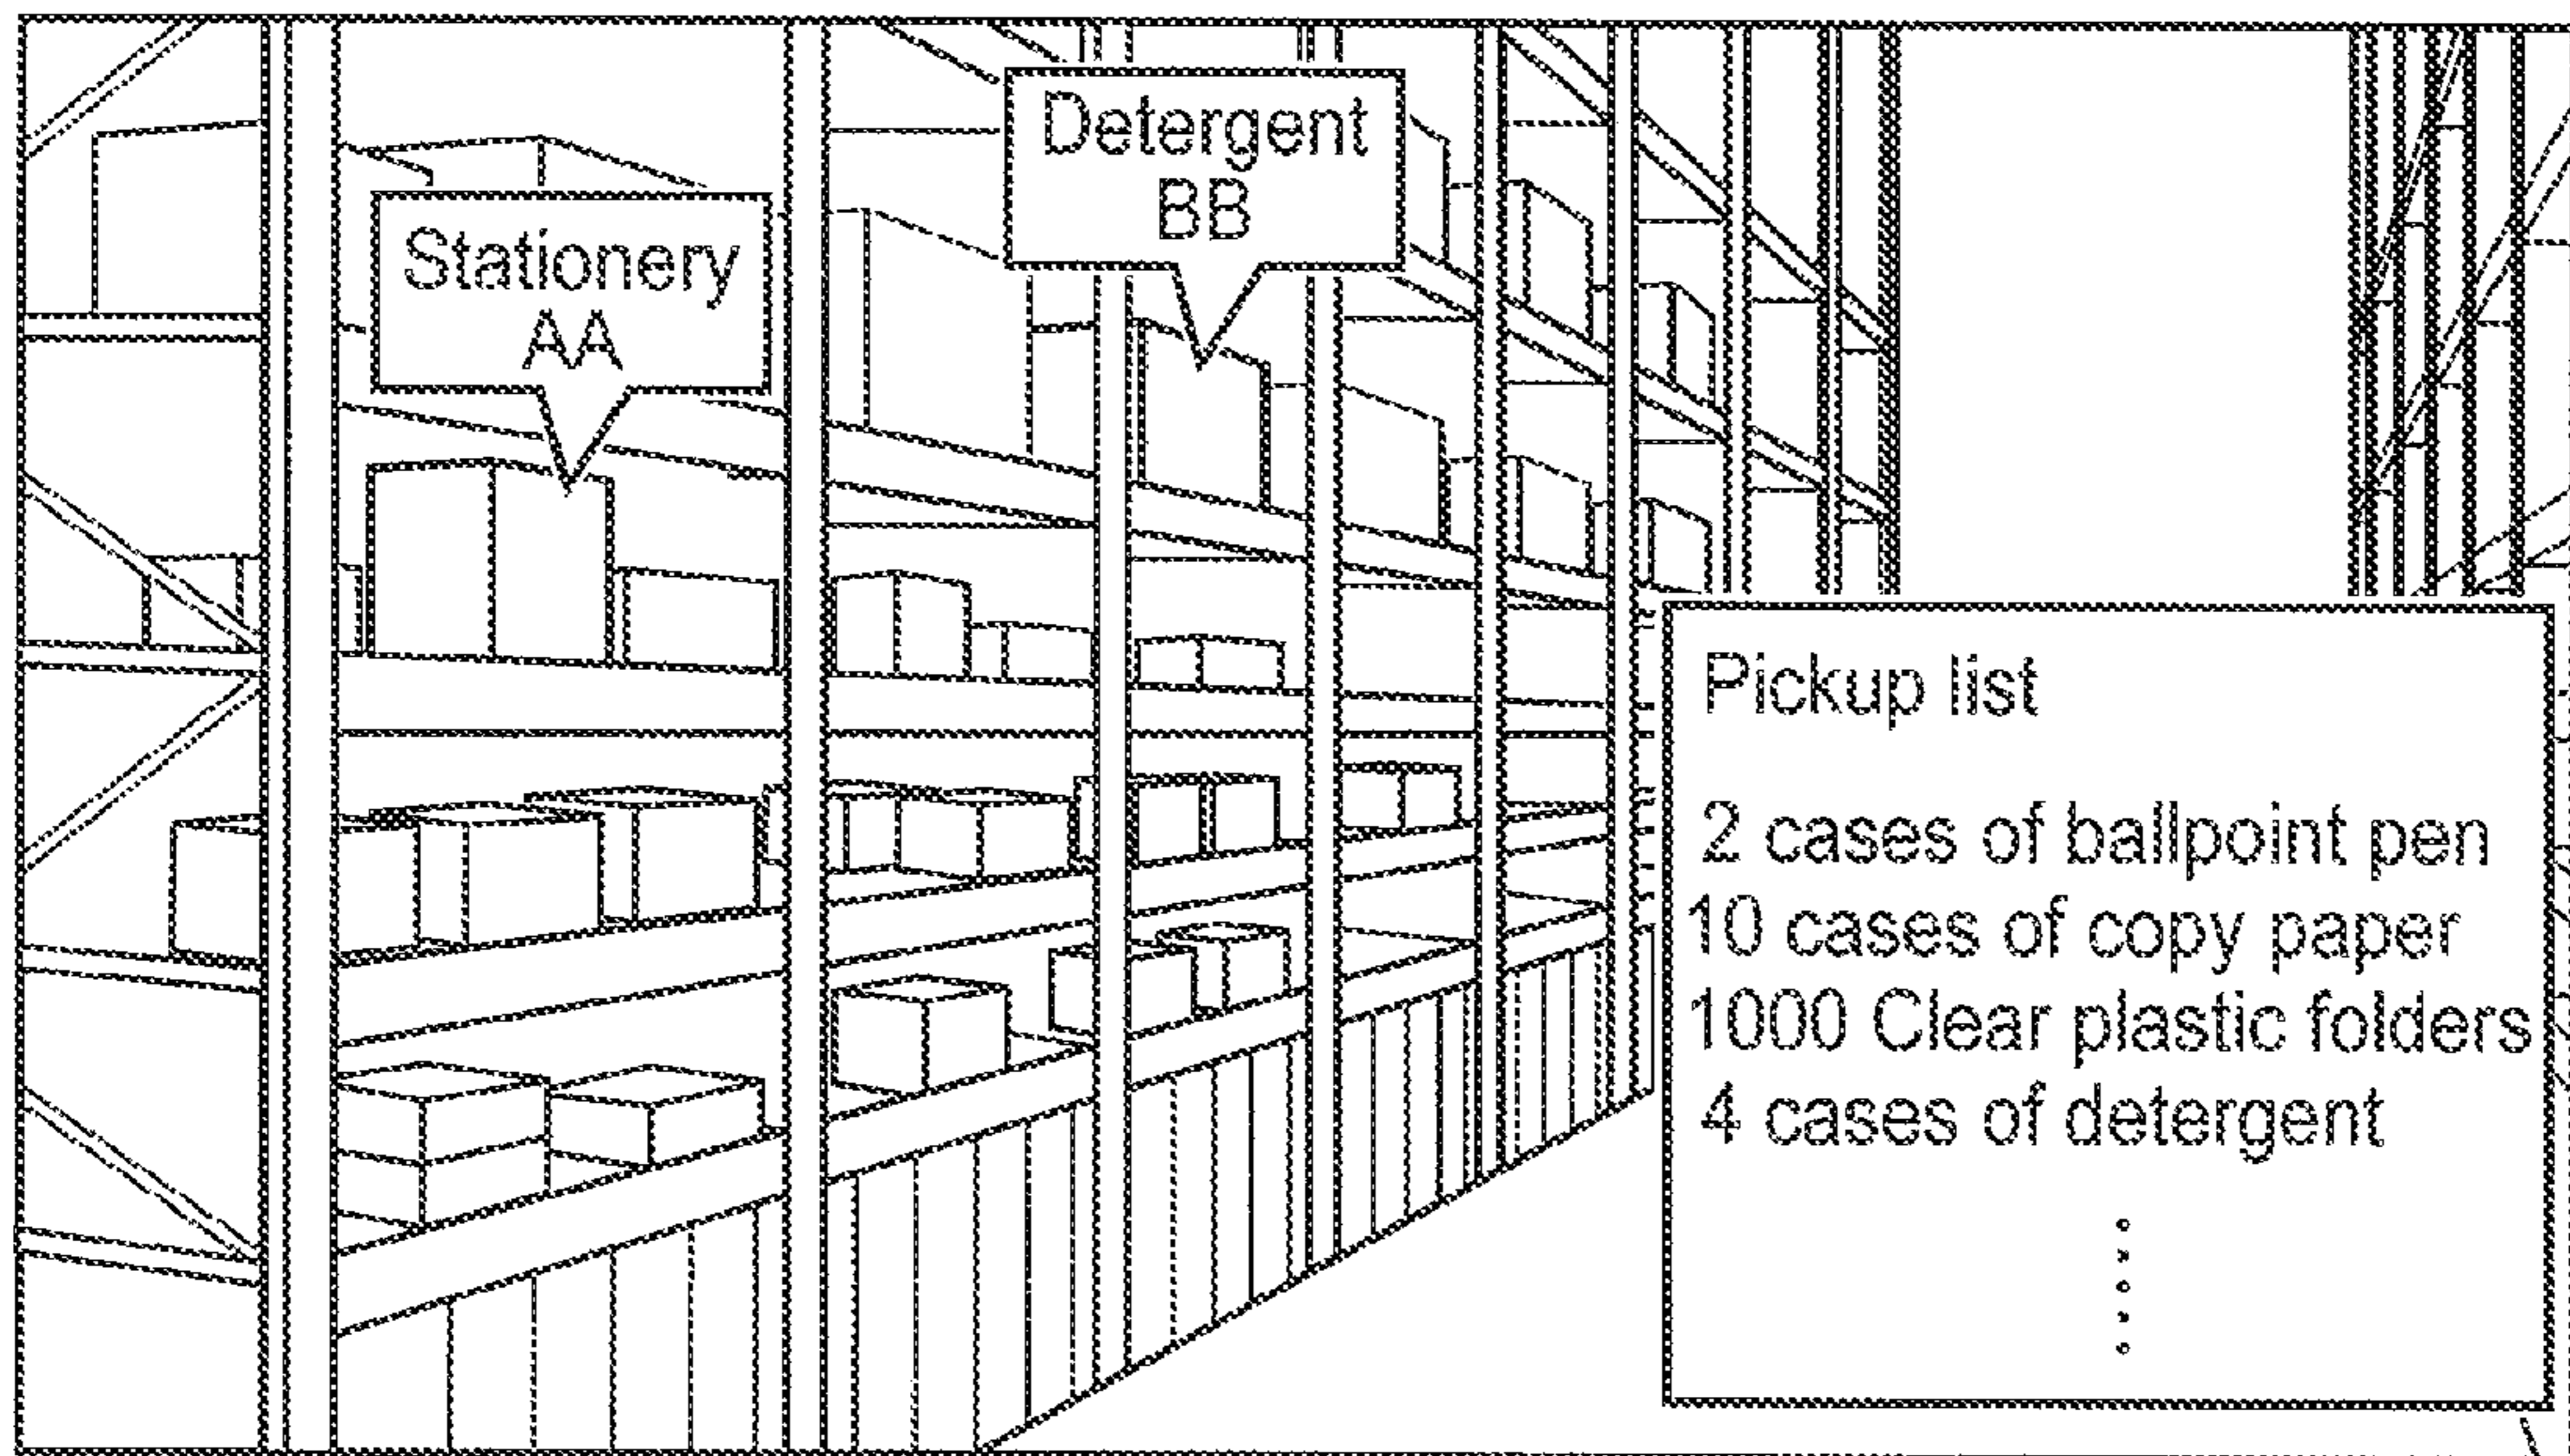 Detergent
BB
Stationery
AA
Pickup list
2 cases of ballpoint pen
10 cases of copy paper
1000 Clear plastic folders
4 cases of detergent